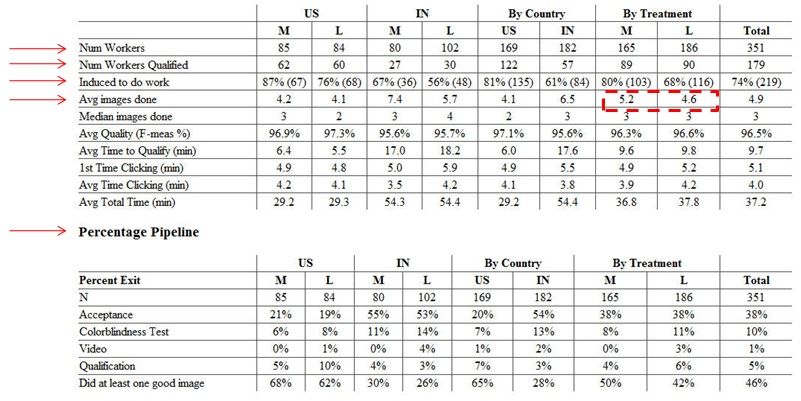 US IN By Country By Treatment
M L M L US IN M L Total
Num Workers 85 84 80 102 169 182 165 186 351
Num Workers Qualified 62 60 27 30 122 57 89 90 179
Induced to do work 87% (67) 76% (68) 67% (36) 56% (48) 81% (135) 61% (84) 80% (103) 68% (116) 74% (219)
Avg images done 4.2 4.1 7.4 5.7 4.1 6.5 5.2 4.6 4.9
Median images done 3 2 3 4 2 3 3 3 3
Avg Quality (F-meas %) 96.9% 97.3% 95.6% 95.7% 97.1% 95.6% 96.3% 96.6% 96.5%
Avg Time to Qualify (min) 6.4 5.5 17.0 18.2 6.0 17.6 9.6 9.8 9.7
1st Time Clicking (min) 4.9 4.8 5.0 5.9 4.9 5.5 4.9 5.2 5.1
Avg Time Clicking (min) 4.2 4.1 3.5 4.2 4.1 3.8 3.9 4.2 4.0
Avg Total Time (min) 29.2 29.3 54.3 54.4 29.2 54.4 36.8 37.8 37.2
Percentage Pipeline
US IN By Country By Treatment
Percent Exit M L M L US IN M L Total
N 85 84 80 102 169 182 165 186 351
Acceptance 21% 19% 55% 53% 20% 54% 38% 38% 38%
Colorblindness Test 6% 8% 11% 14% 7% 13% 8% 11% 10%
Video 0% 1% 0% 4% 1% 2% 0% 3% 1%
Qualification 5% 10% 4% 3% 7% 3% 4% 6% 5%
Did at least one good image 68% 62% 30% 26% 65% 28% 50% 42% 46%